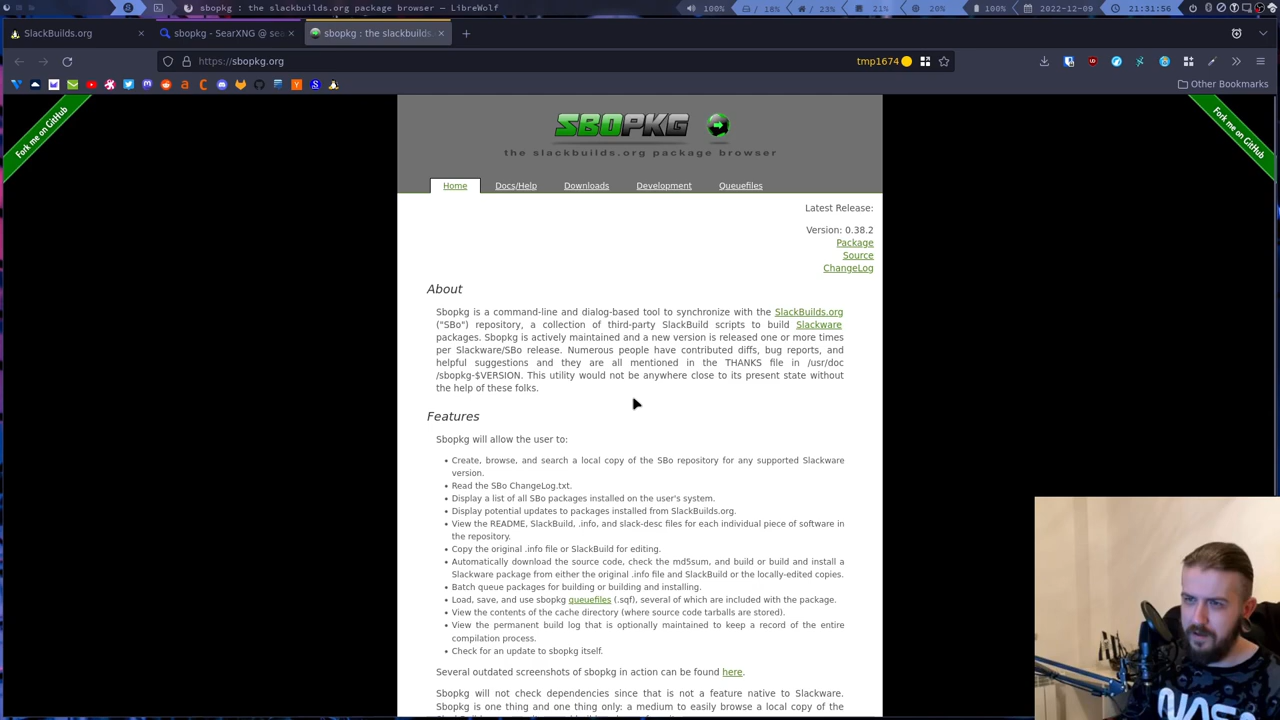 sbopkg : the slackbuilds.org package browser — LibreWolf
100%
18%
23%
21%
20%
100%
2022-12-09
21:31:56
SlackBuilds.org
sbopkg - SearXNG @ sea
sbopkg : the slackbuilds.
https://sbopkg.org
tmp1674
Other Bookmarks
Fork me on GitHub
Fork me on GitHub
SBOPKG
the slackbuilds.org package browser
Home
Docs/Help
Downloads
Development
Queuefiles
Latest Release:
Version: 0.38.2
Package
Source
ChangeLog
About
Sbopkg is a command-line and dialog-based tool to synchronize with the SlackBuilds.org
("SBo") repository, a collection of third-party SlackBuild scripts to build Slackware
packages. Sbopkg is actively maintained and a new version is released one or more times
per Slackware/SBo release. Numerous people have contributed diffs, bug reports, and
helpful suggestions and they are all mentioned in the THANKS file in /usr/doc
/sbopkg-$VERSION. This utility would not be anywhere close to its present state without
the help of these folks.
Features
Sbopkg will allow the user to:
• Create, browse, and search a local copy of the SBo repository for any supported Slackware
version.
• Read the SBo ChangeLog.txt.
• Display a list of all SBo packages installed on the user's system.
• Display potential updates to packages installed from SlackBuilds.org.
• View the README, SlackBuild, .info, and slack-desc files for each individual piece of software in
the repository.
• Copy the original .info file or SlackBuild for editing.
• Automatically download the source code, check the md5sum, and build or build and install a
Slackware package from either the original .info file and SlackBuild or the locally-edited copies.
• Batch queue packages for building or building and installing.
• Load, save, and use sbopkg queuefiles (.sqf), several of which are included with the package.
• View the contents of the cache directory (where source code tarballs are stored).
• View the permanent build log that is optionally maintained to keep a record of the entire
compilation process.
• Check for an update to sbopkg itself.
Several outdated screenshots of sbopkg in action can be found here.
Sbopkg will not check dependencies since that is not a feature native to Slackware.
Sbopkg is one thing and one thing only: a medium to easily browse a local copy of the